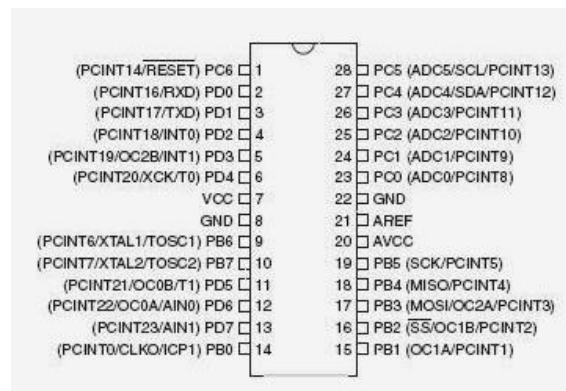 (PCINT14/RESET) PC6 1 28 PC5 (ADC5/SCL/PCINT13)
(PCINT16/RXD) PD0 2 27 PC4 (ADC4/SDA/PCINT12)
(PCINT17/TXD) PD1 3 26 PC3 (ADC3/PCINT11)
(PCINT18/INT0) PD2 4 25 PC2 (ADC2/PCINT10)
(PCINT19/OC2B/INT1) PD3 5 24 PC1 (ADC1/PCINT9)
(PCINT20/XCK/T0) PD4 6 23 PC0 (ADC0/PCINT8)
VCC 7 22 GND
GND 8 21 AREF
(PCINT6/XTAL1/TOSC1) PB6 9 20 AVCC
(PCINT7/XTAL2/TOSC2) PB7 10 19 PB5 (SCK/PCINT5)
(PCINT21/OC0B/T1) PD5 11 18 PB4 (MISO/PCINT4)
(PCINT22/OC0A/AIN0) PD6 12 17 PB3 (MOSI/OC2A/PCINT3)
(PCINT23/AIN1) PD7 13 16 PB2 (SS/OC1B/PCINT2)
(PCINT0/CLKO/ICP1) PB0 14 15 PB1 (OC1A/PCINT1)